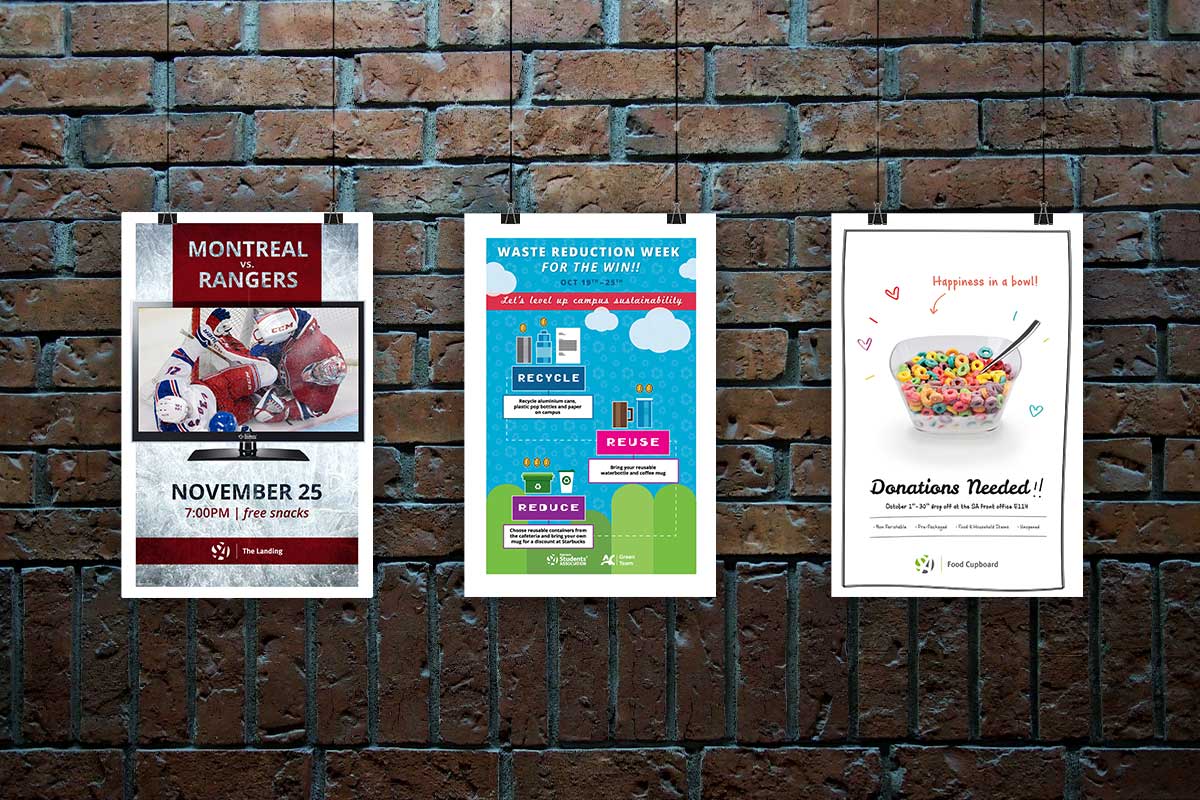 MONTREAL
vs.
RANGERS
CCM
CCM
17
NOVEMBER 25
7:00PM | free snacks
The Landing
WASTE REDUCTION WEEK
FOR THE WIN!!
OCT 19TH–25TH
Let's level up campus sustainability
RECYCLE
Recycle aluminium cans,
plastic pop bottles and paper
on campus
REUSE
Bring your reusable
waterbottle and coffee mug
REDUCE
Choose reusable containers from
the cafeteria and bring your own
mug for a discount at Starbucks
Students'
ASSOCIATION
Green
Team
Happiness in a bowl!
Donations Needed!!
October 1st-30th drop off at the SA front office E114
• Non Perishable • Pre-Packaged • Food & Household Items • Unopened
Food Cupboard